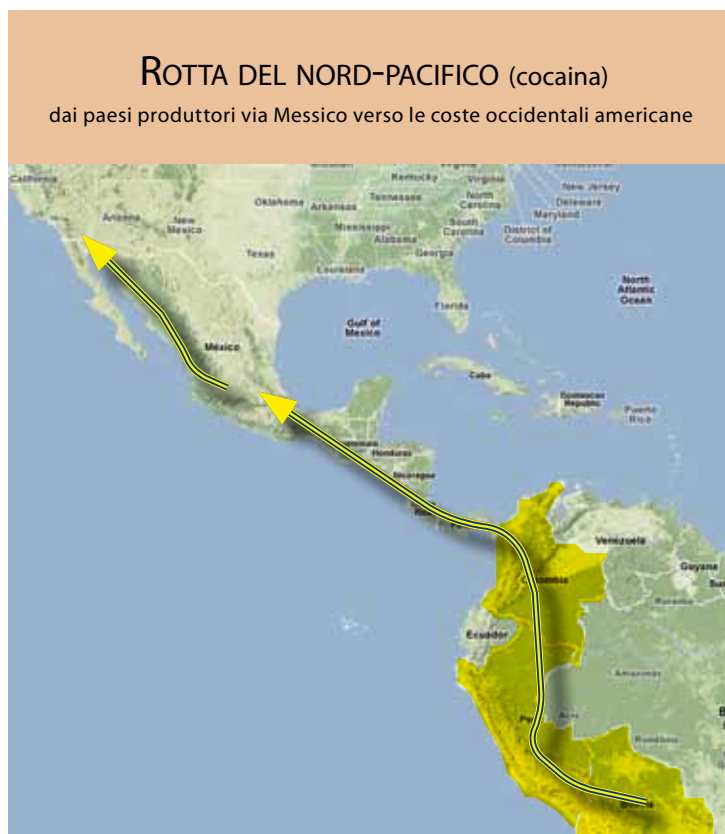 ROTTA DEL NORD-PACIFICO (cocaina)
dai paesi produttori via Messico verso le coste occidentali americane
Kentucky
Virginia
New Jersey
California
Oklahoma
Arkansas
Tennessee
North
Carolina
Delaware
Maryland
Arizona
New
Mexico
Mississippi
Alabama
South
Carolina
District of
Columbia
Texas
Georgia
Louisiana
Florida
North
Atlantic
Ocean
Gulf of
Mexico
México
Cuba
Dominican
Republic
Puerto
Rico
Honduras
Nicaragua
Venezuela
Guyana
Colombia
Ecuador
Amazonas
Acre